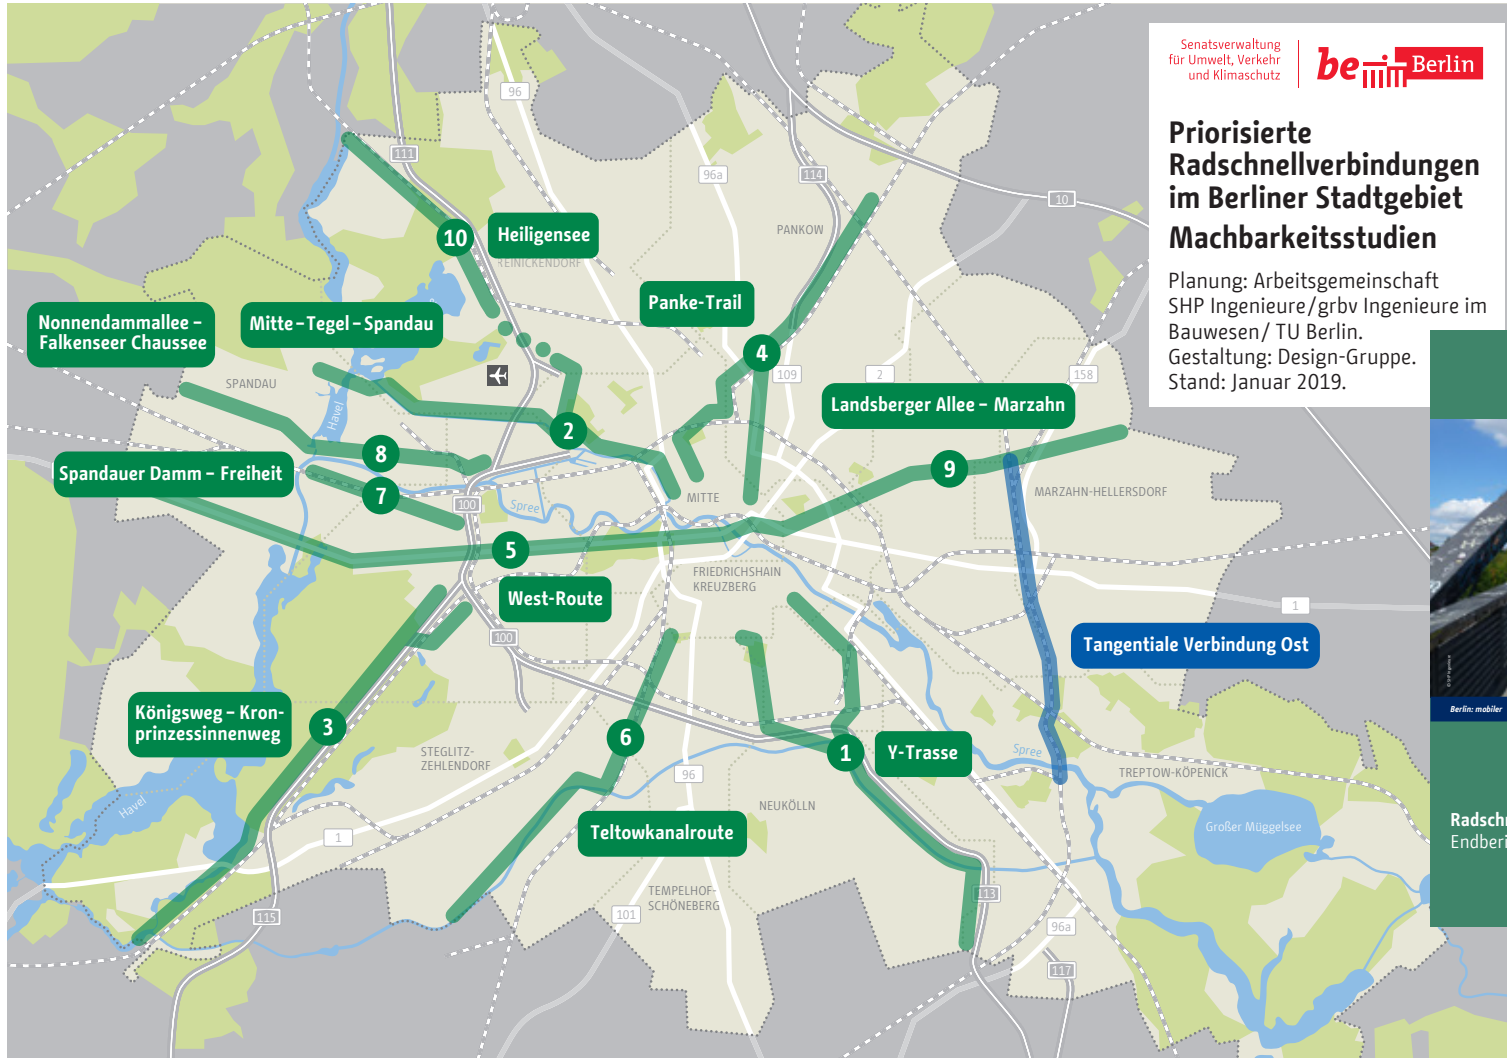 Senatsverwaltung
für Umwelt, Verkehr
und Klimaschutz
be Berlin
Priorisierte
Radschnellverbindungen
im Berliner Stadtgebiet
Machbarkeitsstudien
Planung: Arbeitsgemeinschaft
SHP Ingenieure/grbv Ingenieure im
Bauwesen/ TU Berlin.
Gestaltung: Design-Gruppe.
Stand: Januar 2019.
96
111
96a
114
10
PANKOW
10
Heiligensee
REINICKENDORF
Panke-Trail
Nonnendammallee –
Falkenseer Chaussee
Mitte – Tegel – Spandau
4
109
2
158
SPANDAU
Havel
Landsberger Allee – Marzahn
2
8
9
Spandauer Damm – Freiheit
7
100
Spree
MITTE
MARZAHN-HELLERSDORF
5
FRIEDRICHSHAIN
KREUZBERG
West-Route
1
100
Tangentiale Verbindung Ost
Königsweg – Kron-
prinzessinnenweg
3
6
STEGLITZ-
ZEHLENDORF
1
Y-Trasse
Spree
TREPTOW-KÖPENICK
96
NEUKÖLLN
Havel
1
Teltowkanalroute
Großer Müggelsee
TEMPELHOF-
SCHÖNEBERG
113
115
101
96a
117
Berlin: mobiler
Radschn
Endberi